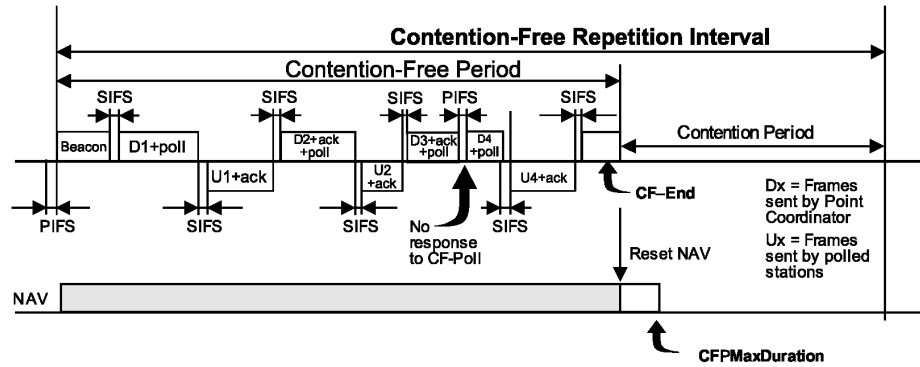 Contention-Free Repetition Interval
Contention-Free Period
SIFS
SIFS
SIFS
PIFS
SIFS
Contention Period
Beacon
D1+poll
D2+ack
+poll
D3+ack
+poll
D4
+poll
U1+ack
U2
+ack
U4+ack
CF–End
PIFS
SIFS
SIFS
SIFS
No
response
to CF-Poll
Dx = Frames
sent by Point
Coordinator
Ux = Frames
sent by polled
stations
Reset NAV
NAV
CFPMaxDuration